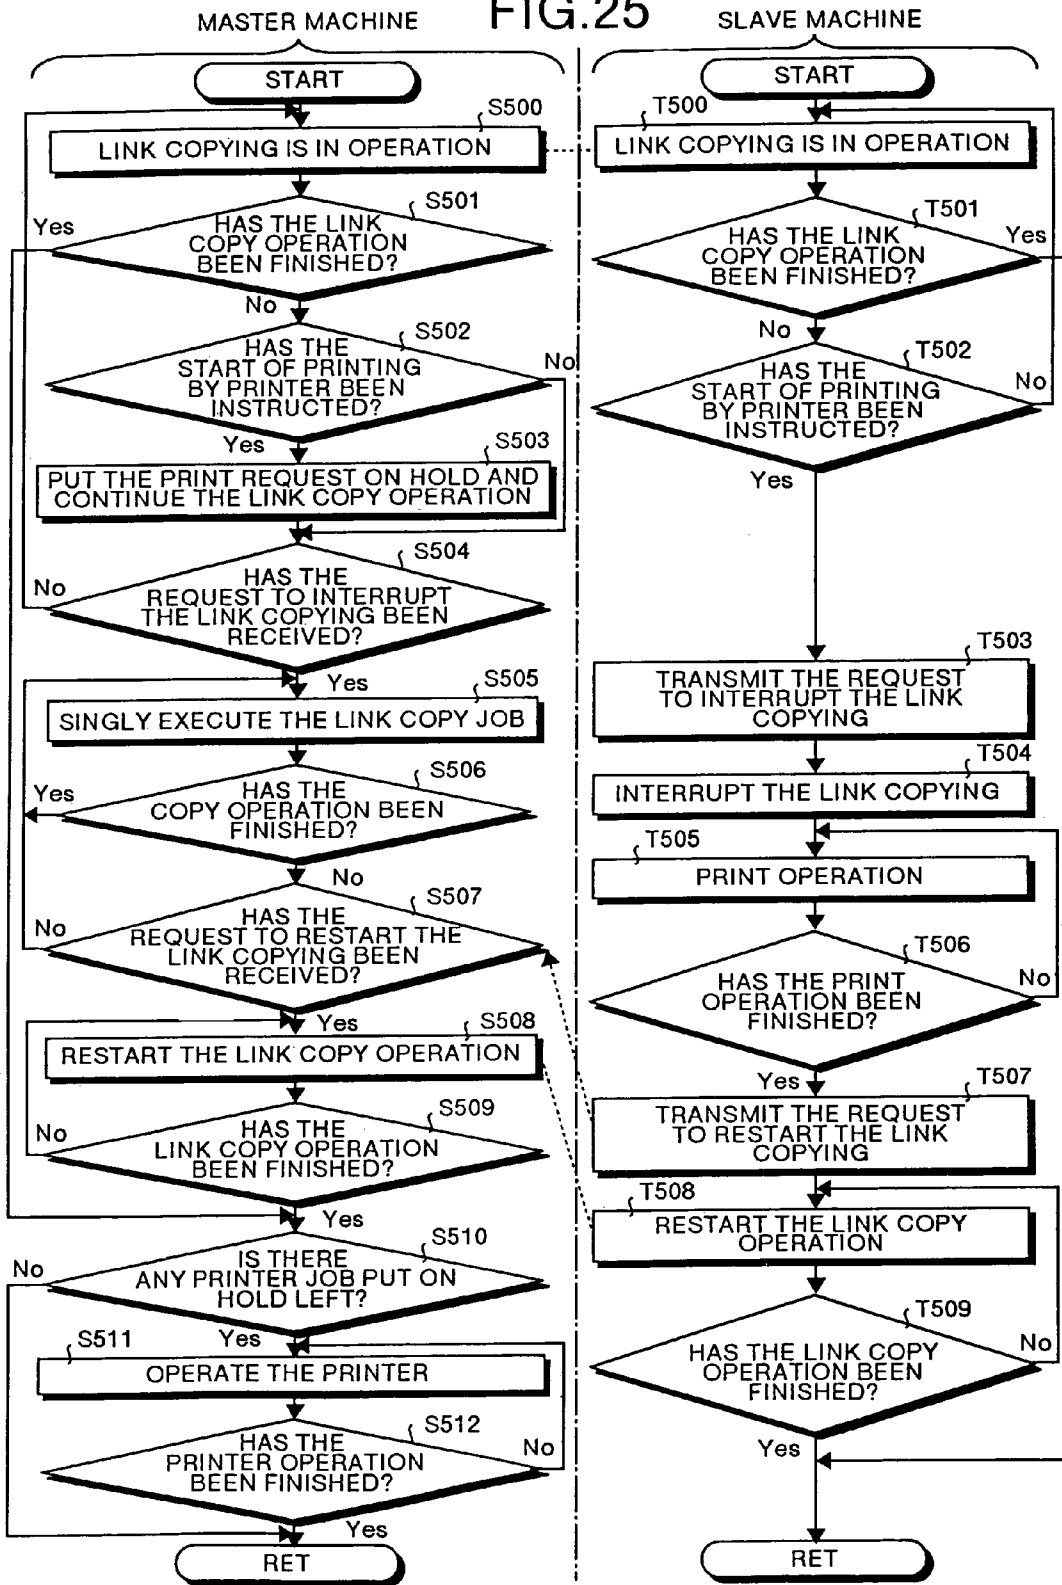 FIG.25
MASTER MACHINE
START
S500
LINK COPYING IS IN OPERATION
S501
Yes
HAS THE LINK
COPY OPERATION
BEEN FINISHED?
No
S502
HAS THE
START OF PRINTING
BY PRINTER BEEN
INSTRUCTED?
No
Yes
S503
PUT THE PRINT REQUEST ON HOLD AND
CONTINUE THE LINK COPY OPERATION
S504
No
HAS THE
REQUEST TO INTERRUPT
THE LINK COPYING BEEN
RECEIVED?
Yes
S505
SINGLY EXECUTE THE LINK COPY JOB
S506
Yes
HAS THE
COPY OPERATION BEEN
FINISHED?
No
S507
No
HAS THE
REQUEST TO RESTART THE
LINK COPYING BEEN
RECEIVED?
Yes
S508
RESTART THE LINK COPY OPERATION
S509
No
HAS THE
LINK COPY OPERATION
BEEN FINISHED?
Yes
S510
No
IS THERE
ANY PRINTER JOB PUT ON
HOLD LEFT?
Yes
S511
OPERATE THE PRINTER
S512
HAS THE
PRINTER OPERATION
BEEN FINISHED?
No
Yes
RET
SLAVE MACHINE
START
T500
LINK COPYING IS IN OPERATION
T501
HAS THE LINK
COPY OPERATION
BEEN FINISHED?
Yes
No
T502
HAS THE
START OF PRINTING
BY PRINTER BEEN
INSTRUCTED?
No
Yes
T503
TRANSMIT THE REQUEST
TO INTERRUPT THE LINK
COPYING
T504
INTERRUPT THE LINK COPYING
T505
PRINT OPERATION
T506
HAS THE PRINT
OPERATION BEEN
FINISHED?
No
Yes
T507
TRANSMIT THE REQUEST
TO RESTART THE LINK
COPYING
T508
RESTART THE LINK COPY
OPERATION
T509
HAS THE LINK COPY
OPERATION BEEN
FINISHED?
No
Yes
RET